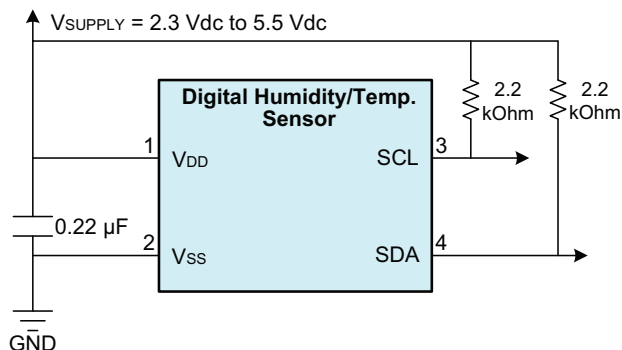 VSUPPLY = 2.3 Vdc to 5.5 Vdc
Digital Humidity/Temp.
Sensor
2.2
kOhm
2.2
kOhm
1
VDD
SCL
3
0.22 µF
2
VSS
SDA
4
GND